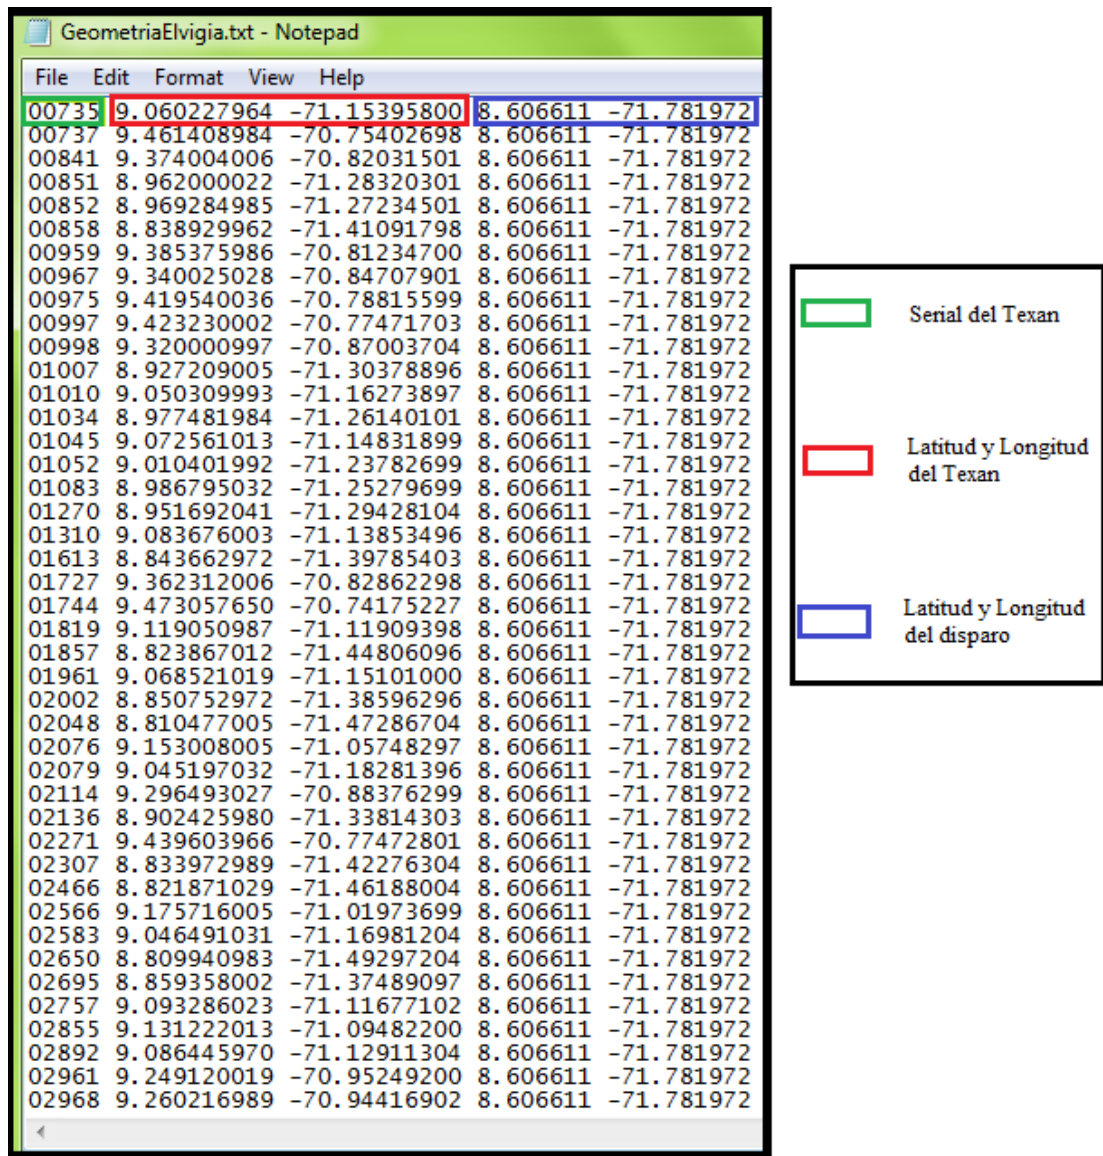 GeometriaElvigia.txt - Notepad
File Edit Format View Help
00735 9.060227964 -71.15395800 8.606611 -71.781972
00737 9.461408984 -70.75402698 8.606611 -71.781972
00841 9.374004006 -70.82031501 8.606611 -71.781972
00851 8.962000022 -71.28320301 8.606611 -71.781972
00852 8.969284985 -71.27234501 8.606611 -71.781972
00858 8.838929962 -71.41091798 8.606611 -71.781972
00959 9.385375986 -70.81234700 8.606611 -71.781972
00967 9.340025028 -70.84707901 8.606611 -71.781972
00975 9.419540036 -70.78815599 8.606611 -71.781972
00997 9.423230002 -70.77471703 8.606611 -71.781972
00998 9.320000997 -70.87003704 8.606611 -71.781972
01007 8.927209005 -71.30378896 8.606611 -71.781972
01010 9.050309993 -71.16273897 8.606611 -71.781972
01034 8.977481984 -71.26140101 8.606611 -71.781972
01045 9.072561013 -71.14831899 8.606611 -71.781972
01052 9.010401992 -71.23782699 8.606611 -71.781972
01083 8.986795032 -71.25279699 8.606611 -71.781972
01270 8.951692041 -71.29428104 8.606611 -71.781972
01310 9.083676003 -71.13853496 8.606611 -71.781972
01613 8.843662972 -71.39785403 8.606611 -71.781972
01727 9.362312006 -70.82862298 8.606611 -71.781972
01744 9.473057650 -70.74175227 8.606611 -71.781972
01819 9.119050987 -71.11909398 8.606611 -71.781972
01857 8.823867012 -71.44806096 8.606611 -71.781972
01961 9.068521019 -71.15101000 8.606611 -71.781972
02002 8.850752972 -71.38596296 8.606611 -71.781972
02048 8.810477005 -71.47286704 8.606611 -71.781972
02076 9.153008005 -71.05748297 8.606611 -71.781972
02079 9.045197032 -71.18281396 8.606611 -71.781972
02114 9.296493027 -70.88376299 8.606611 -71.781972
02136 8.902425980 -71.33814303 8.606611 -71.781972
02271 9.439603966 -70.77472801 8.606611 -71.781972
02307 8.833972989 -71.42276304 8.606611 -71.781972
02466 8.821871029 -71.46188004 8.606611 -71.781972
02566 9.175716005 -71.01973699 8.606611 -71.781972
02583 9.046491031 -71.16981204 8.606611 -71.781972
02650 8.809940983 -71.49297204 8.606611 -71.781972
02695 8.859358002 -71.37489097 8.606611 -71.781972
02757 9.093286023 -71.11677102 8.606611 -71.781972
02855 9.131222013 -71.09482200 8.606611 -71.781972
02892 9.086445970 -71.12911304 8.606611 -71.781972
02961 9.249120019 -70.95249200 8.606611 -71.781972
02968 9.260216989 -70.94416902 8.606611 -71.781972
Serial del Texan
Latitud y Longitud
del Texan
Latitud y Longitud
del disparo